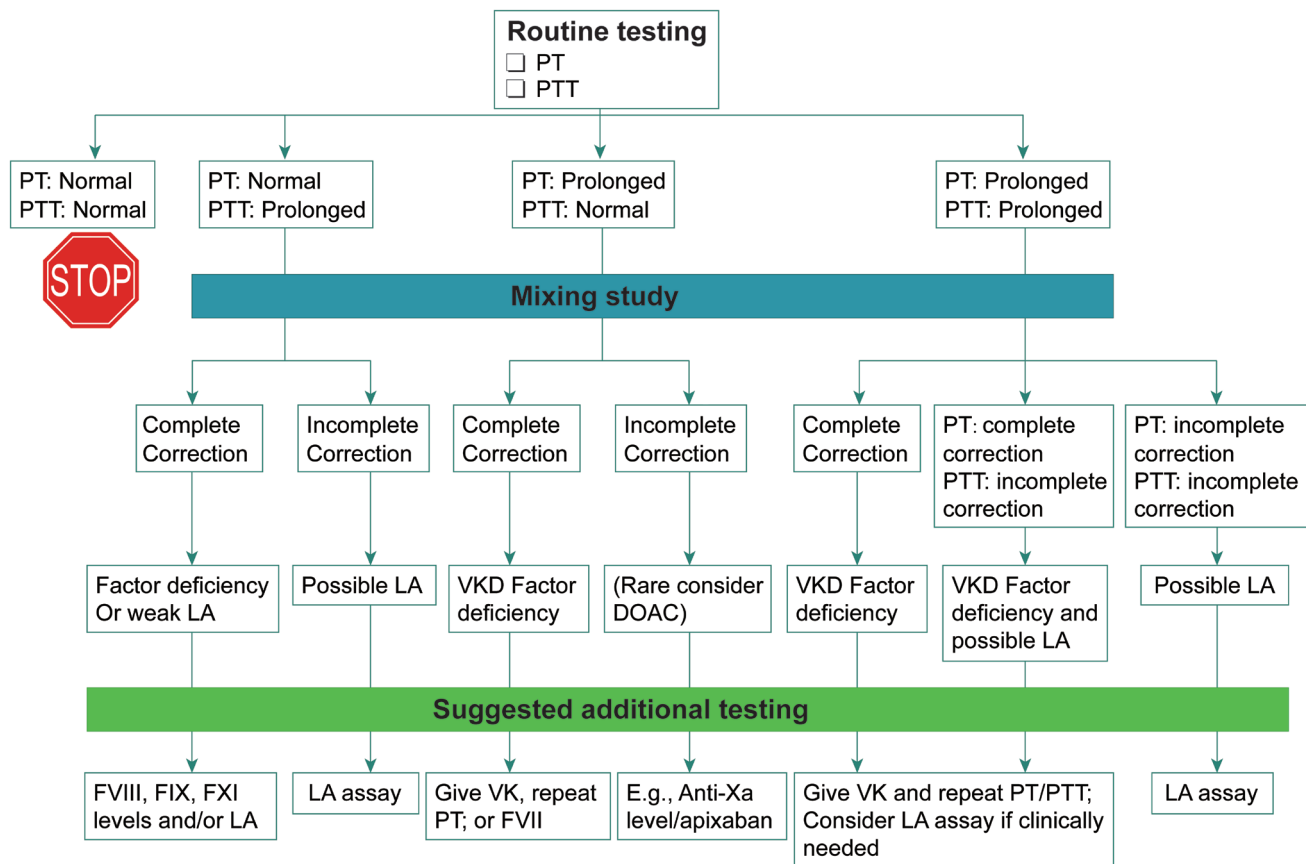 Routine testing
❏ PT
❏ PTT
PT: Normal
PTT: Normal
PT: Normal
PTT: Prolonged
PT: Prolonged
PTT: Normal
PT: Prolonged
PTT: Prolonged
STOP
Mixing study
Complete
Correction
Incomplete
Correction
Complete
Correction
Incomplete
Correction
Complete
Correction
PT: complete
correction
PTT: incomplete
correction
PT: incomplete
correction
PTT: incomplete
correction
Factor deficiency
Or weak LA
Possible LA
VKD Factor
deficiency
(Rare consider
DOAC)
VKD Factor
deficiency
VKD Factor
deficiency and
possible LA
Possible LA
Suggested additional testing
FVIII, FIX, FXI
levels and/or LA
LA assay
Give VK, repeat
PT; or FVII
E.g., Anti-Xa
level/apixaban
Give VK and repeat PT/PTT;
Consider LA assay if clinically
needed
LA assay